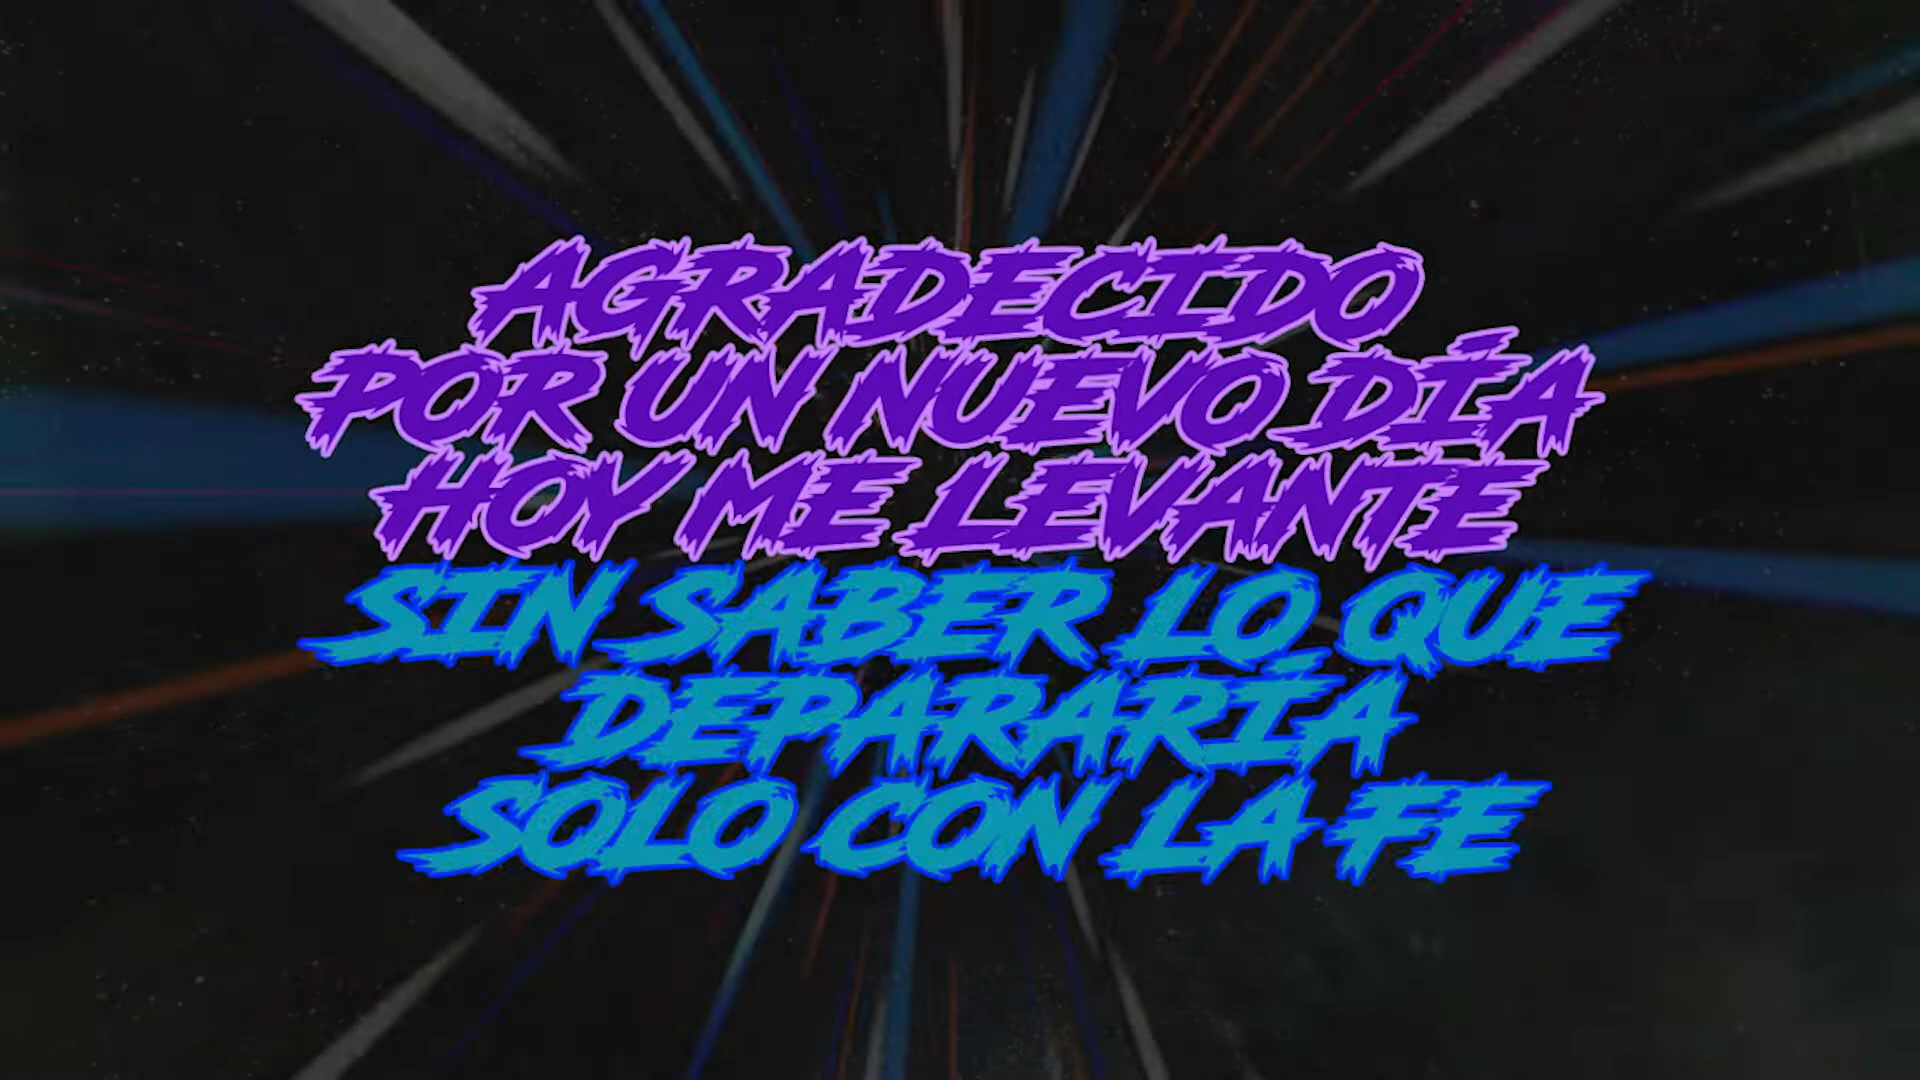 AGRADECIDO
POR UN NUEVO DÍA
HOY ME LEVANTE
SIN SABER LO QUE
DEPARARÍA
SOLO CON LA FE